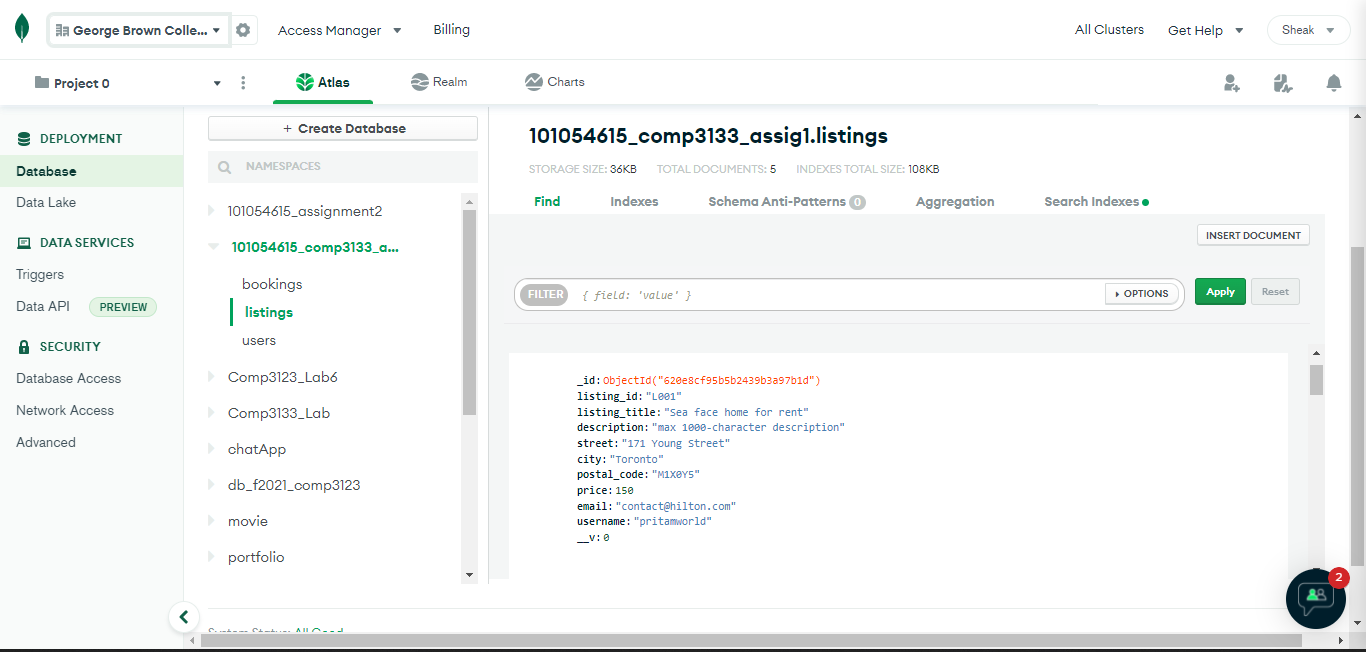 George Brown Colle...
Access Manager
Billing
All Clusters
Get Help
Sheak
Project 0
Atlas
Realm
Charts
DEPLOYMENT
Database
Data Lake
DATA SERVICES
Triggers
Data API PREVIEW
SECURITY
Database Access
Network Access
Advanced
+ Create Database
NAMESPACES
101054615_assignment2
101054615_comp3133_a...
bookings
listings
users
Comp3123_Lab6
Comp3133_Lab
chatApp
db_f2021_comp3123
movie
portfolio
101054615_comp3133_assig1.listings
STORAGE SIZE: 36KB TOTAL DOCUMENTS: 5 INDEXES TOTAL SIZE: 108KB
Find Indexes Schema Anti-Patterns 0 Aggregation Search Indexes
INSERT DOCUMENT
FILTER { field: 'value' } OPTIONS Apply Reset
_id: ObjectId("620e8cf95b5b2439b3a97b1d")
listing_id: "L001"
listing_title: "Sea face home for rent"
description: "max 1000-character description"
street: "171 Young Street"
city: "Toronto"
postal_code: "M1X0Y5"
price: 150
email: "contact@hilton.com"
username: "pritamworld"
__v: 0
2
System Status: All Good